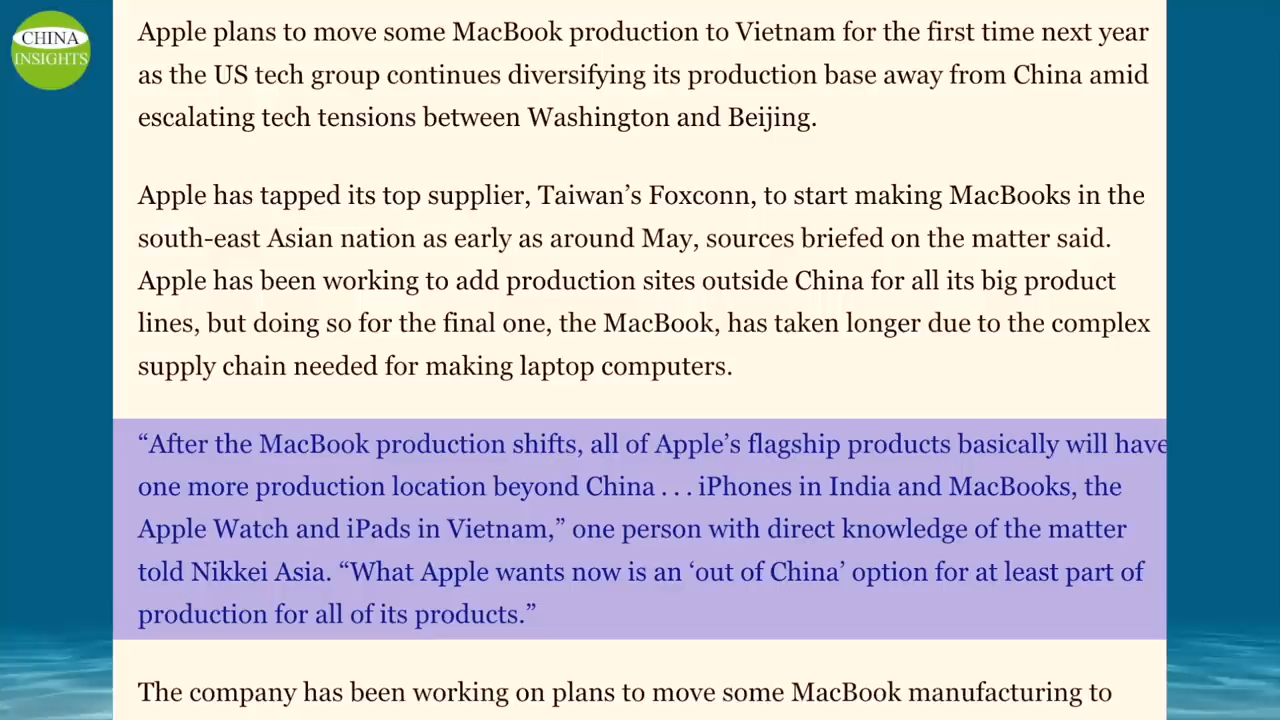 CHINA
INSIGHTS
Apple plans to move some MacBook production to Vietnam for the first time next year
as the US tech group continues diversifying its production base away from China amid
escalating tech tensions between Washington and Beijing.
Apple has tapped its top supplier, Taiwan’s Foxconn, to start making MacBooks in the
south-east Asian nation as early as around May, sources briefed on the matter said.
Apple has been working to add production sites outside China for all its big product
lines, but doing so for the final one, the MacBook, has taken longer due to the complex
supply chain needed for making laptop computers.
“After the MacBook production shifts, all of Apple’s flagship products basically will have
one more production location beyond China . . . iPhones in India and MacBooks, the
Apple Watch and iPads in Vietnam,” one person with direct knowledge of the matter
told Nikkei Asia. “What Apple wants now is an ‘out of China’ option for at least part of
production for all of its products.”
The company has been working on plans to move some MacBook manufacturing to